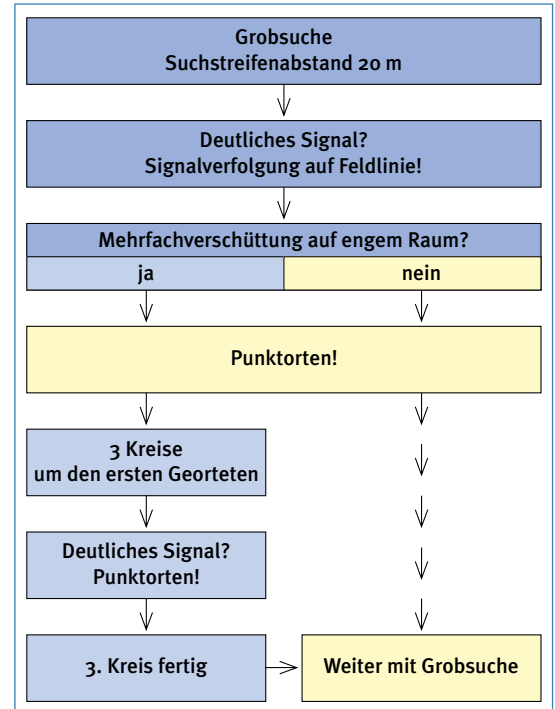 Grobsuche
Suchstreifenabstand 20 m
Deutliches Signal?
Signalverfolgung auf Feldlinie!
Mehrfachverschüttung auf engem Raum?
ja
nein
Punktorten!
3 Kreise
um den ersten Georteten
Deutliches Signal?
Punktorten!
3. Kreis fertig
Weiter mit Grobsuche